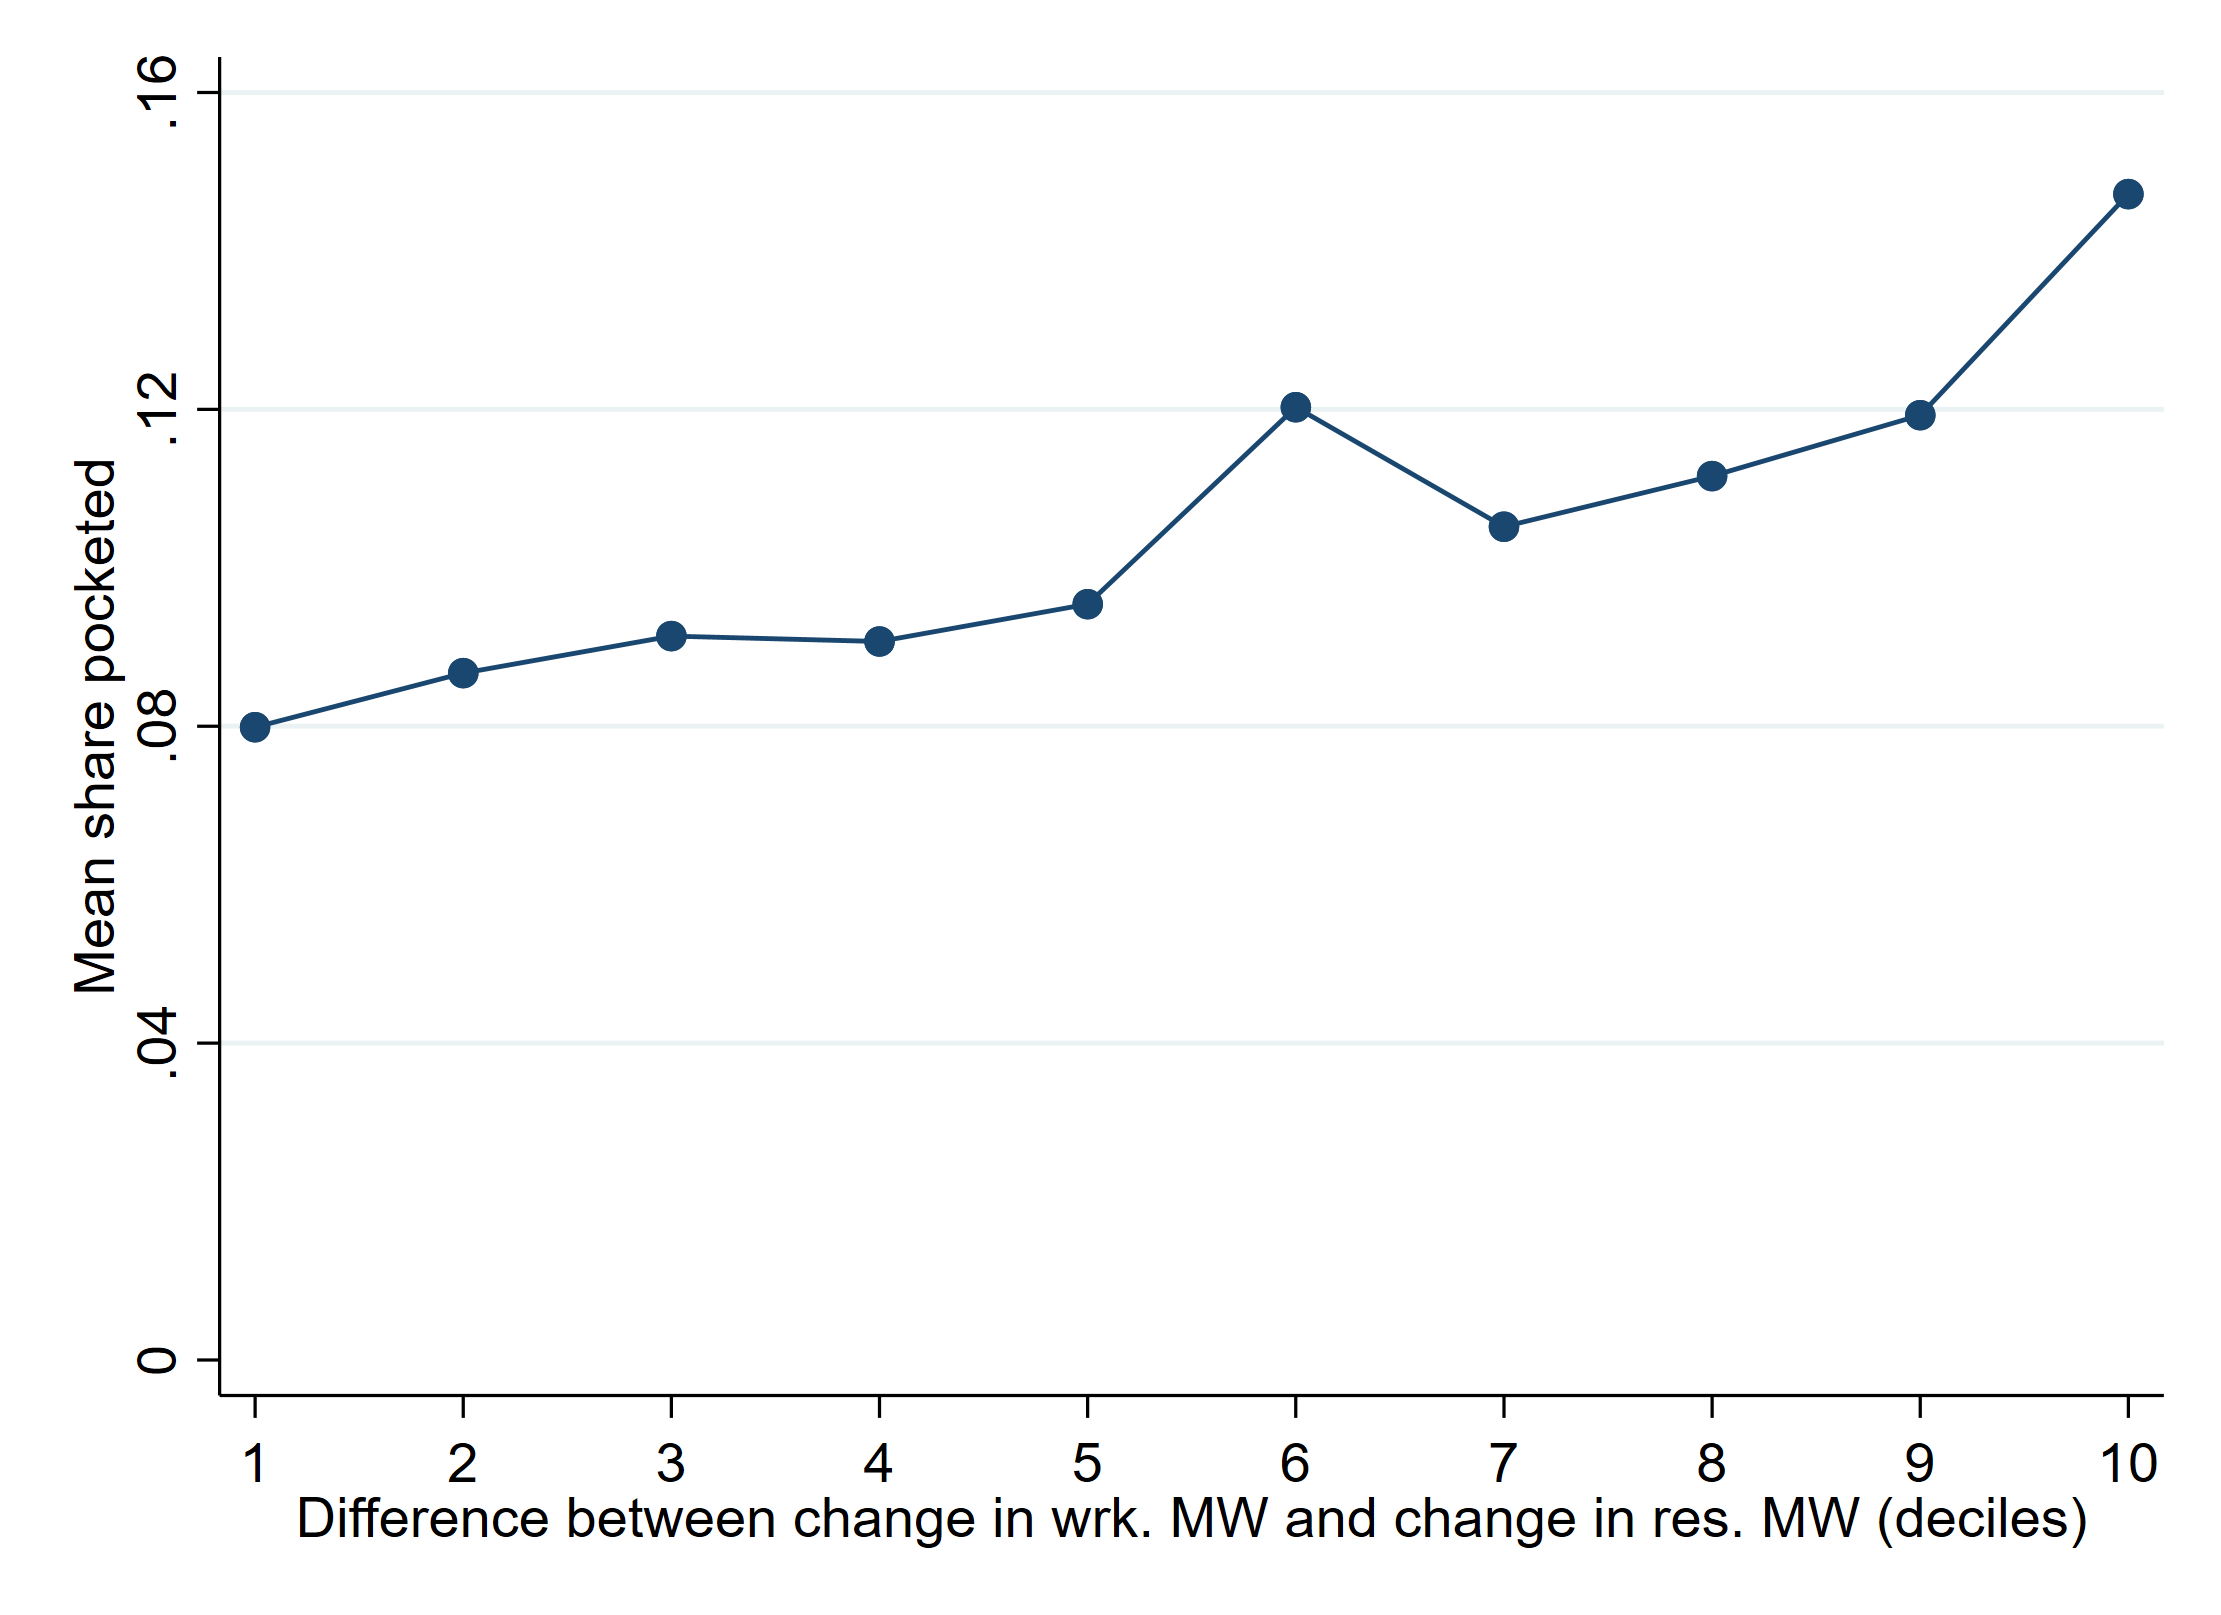 Mean share pocketed
.16
.12
.08
.04
0
1 2 3 4 5 6 7 8 9 10
Difference between change in wrk. MW and change in res. MW (deciles)